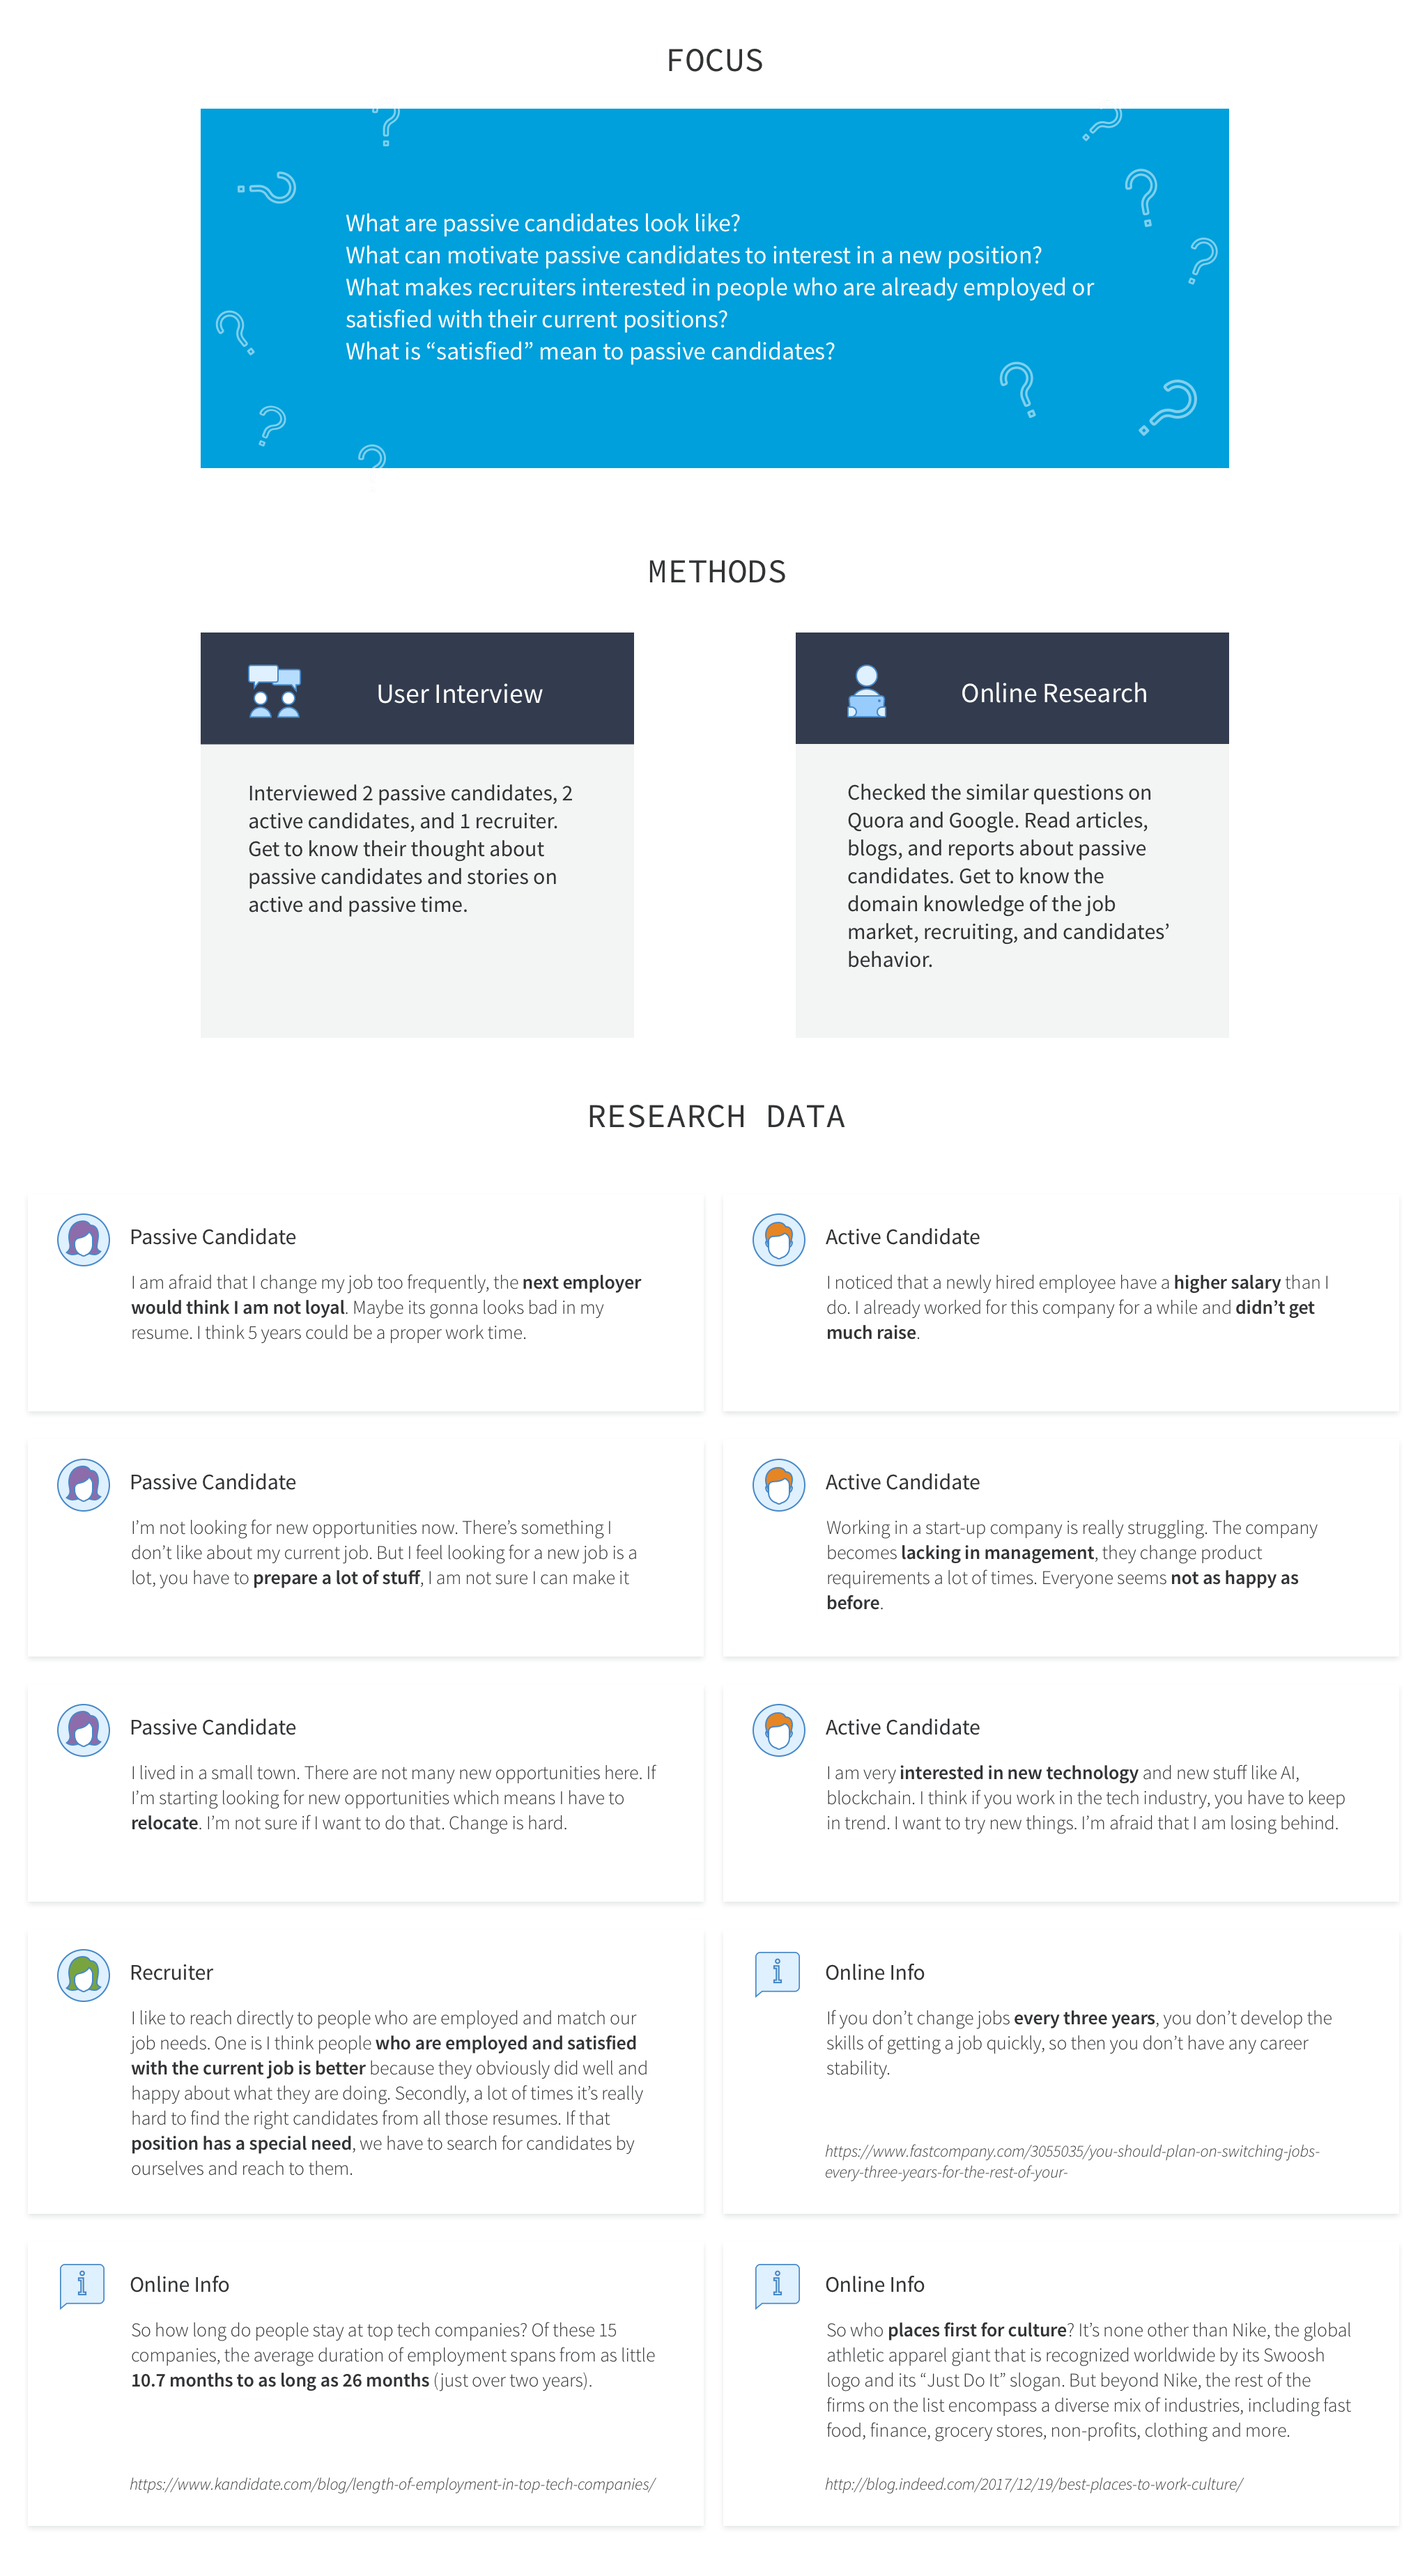 FOCUS
What are passive candidates look like?
What can motivate passive candidates to interest in a new position?
What makes recruiters interested in people who are already employed or
satisfied with their current positions?
What is “satisfied” mean to passive candidates?
METHODS
User Interview
Interviewed 2 passive candidates, 2
active candidates, and 1 recruiter.
Get to know their thought about
passive candidates and stories on
active and passive time.
Online Research
Checked the similar questions on
Quora and Google. Read articles,
blogs, and reports about passive
candidates. Get to know the
domain knowledge of the job
market, recruiting, and candidates’
behavior.
RESEARCH DATA
Passive Candidate
I am afraid that I change my job too frequently, the next employer
would think I am not loyal. Maybe its gonna looks bad in my
resume. I think 5 years could be a proper work time.
Active Candidate
I noticed that a newly hired employee have a higher salary than I
do. I already worked for this company for a while and didn’t get
much raise.
Passive Candidate
I’m not looking for new opportunities now. There’s something I
don’t like about my current job. But I feel looking for a new job is a
lot, you have to prepare a lot of stuff, I am not sure I can make it
Active Candidate
Working in a start-up company is really struggling. The company
becomes lacking in management, they change product
requirements a lot of times. Everyone seems not as happy as
before.
Passive Candidate
I lived in a small town. There are not many new opportunities here. If
I’m starting looking for new opportunities which means I have to
relocate. I’m not sure if I want to do that. Change is hard.
Active Candidate
I am very interested in new technology and new stuff like AI,
blockchain. I think if you work in the tech industry, you have to keep
in trend. I want to try new things. I’m afraid that I am losing behind.
Recruiter
I like to reach directly to people who are employed and match our
job needs. One is I think people who are employed and satisfied
with the current job is better because they obviously did well and
happy about what they are doing. Secondly, a lot of times it’s really
hard to find the right candidates from all those resumes. If that
position has a special need, we have to search for candidates by
ourselves and reach to them.
Online Info
If you don’t change jobs every three years, you don’t develop the
skills of getting a job quickly, so then you don’t have any career
stability.
https://www.fastcompany.com/3055035/you-should-plan-on-switching-jobs-
every-three-years-for-the-rest-of-your-
Online Info
So how long do people stay at top tech companies? Of these 15
companies, the average duration of employment spans from as little
10.7 months to as long as 26 months (just over two years).
https://www.kandidate.com/blog/length-of-employment-in-top-tech-companies/
Online Info
So who places first for culture? It’s none other than Nike, the global
athletic apparel giant that is recognized worldwide by its Swoosh
logo and its “Just Do It” slogan. But beyond Nike, the rest of the
firms on the list encompass a diverse mix of industries, including fast
food, finance, grocery stores, non-profits, clothing and more.
http://blog.indeed.com/2017/12/19/best-places-to-work-culture/